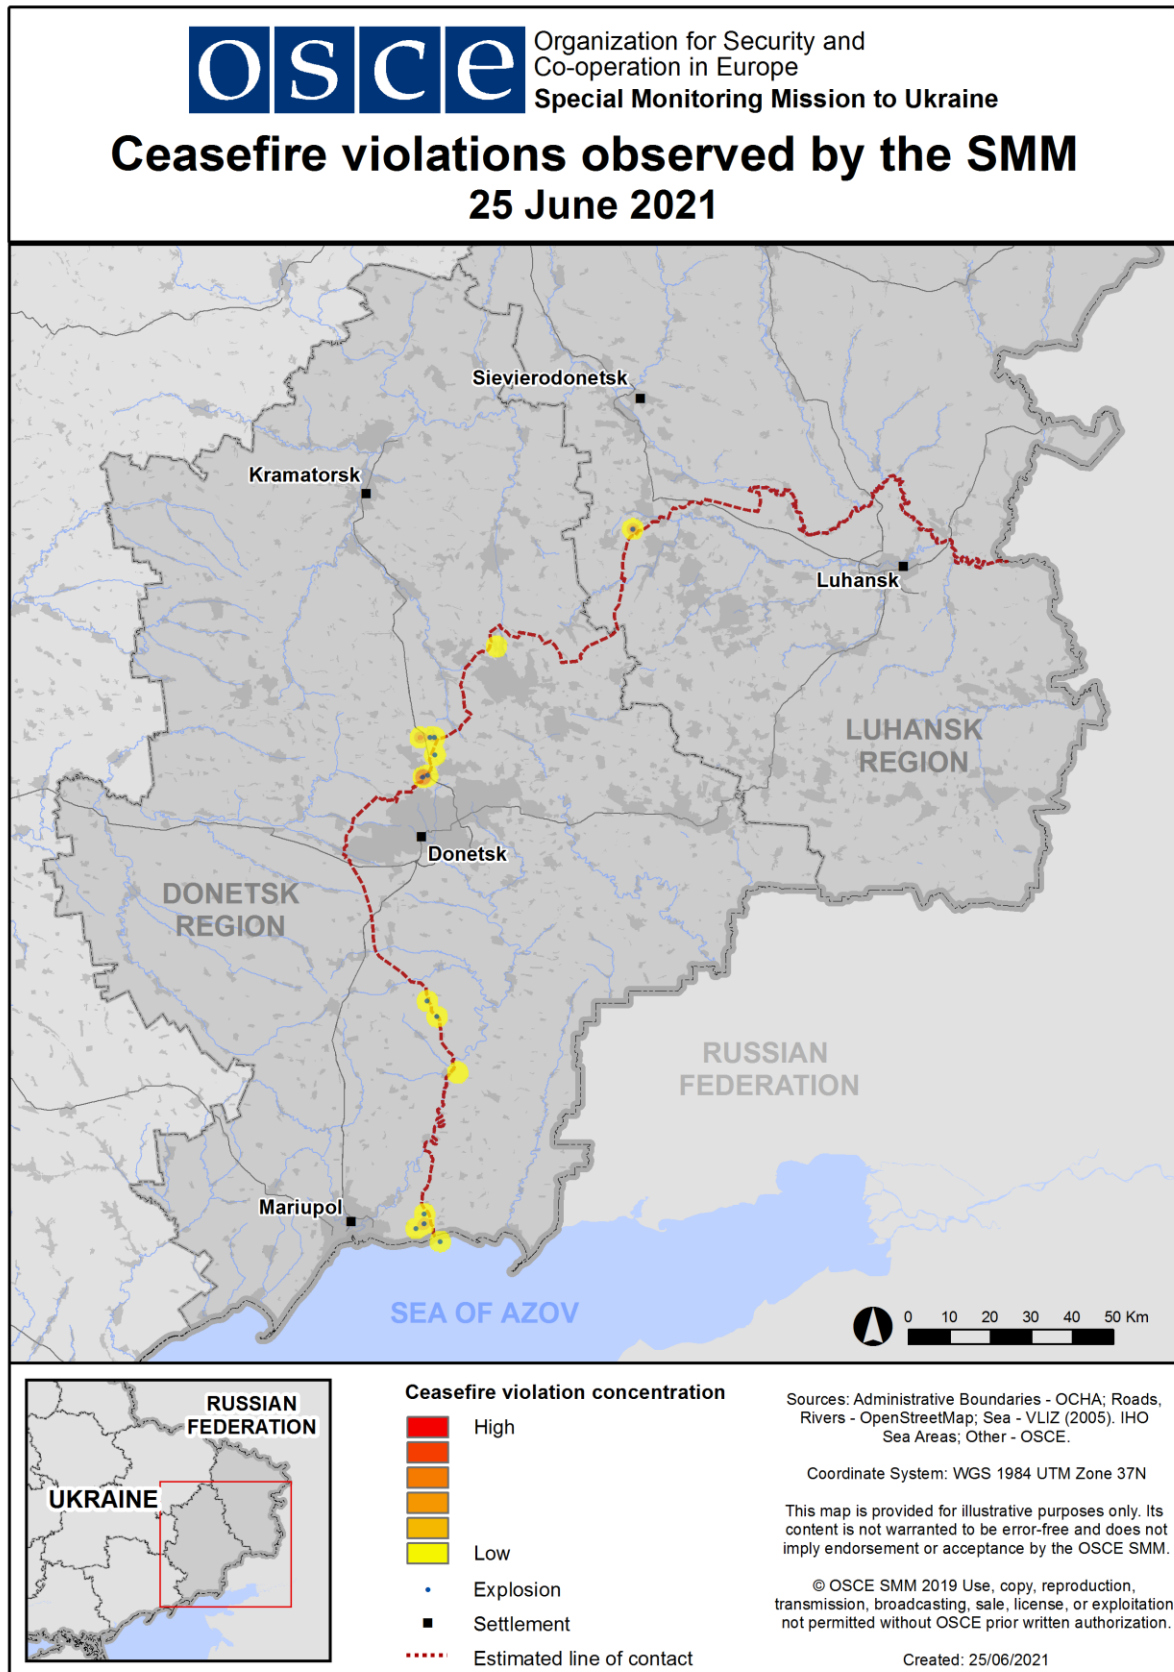 osce
Organization for Security and
Co-operation in Europe
Special Monitoring Mission to Ukraine
Ceasefire violations observed by the SMM
25 June 2021
Sievierodonetsk
Kramatorsk
Luhansk
LUHANSK
REGION
Donetsk
DONETSK
REGION
RUSSIAN
FEDERATION
Mariupol
SEA OF AZOV
0 10 20 30 40 50 Km
RUSSIAN
FEDERATION
UKRAINE
Ceasefire violation concentration
High
Low
Explosion
Settlement
Estimated line of contact
Sources: Administrative Boundaries - OCHA; Roads,
Rivers - OpenStreetMap; Sea - VLIZ (2005). IHO
Sea Areas; Other - OSCE.
Coordinate System: WGS 1984 UTM Zone 37N
This map is provided for illustrative purposes only. Its
content is not warranted to be error-free and does not
imply endorsement or acceptance by the OSCE SMM.
© OSCE SMM 2019 Use, copy, reproduction,
transmission, broadcasting, sale, license, or exploitation
not permitted without OSCE prior written authorization.
Created: 25/06/2021